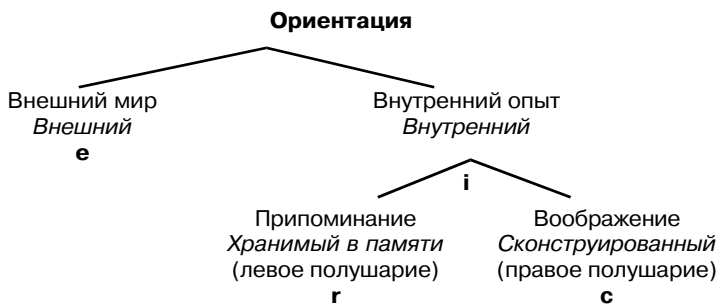 Ориентация
Внешний мир
Внешний
e
Внутренний опыт
Внутренний
i
Припоминание
Хранимый в памяти
(левое полушарие)
r
Воображение
Сконструированный
(правое полушарие)
c